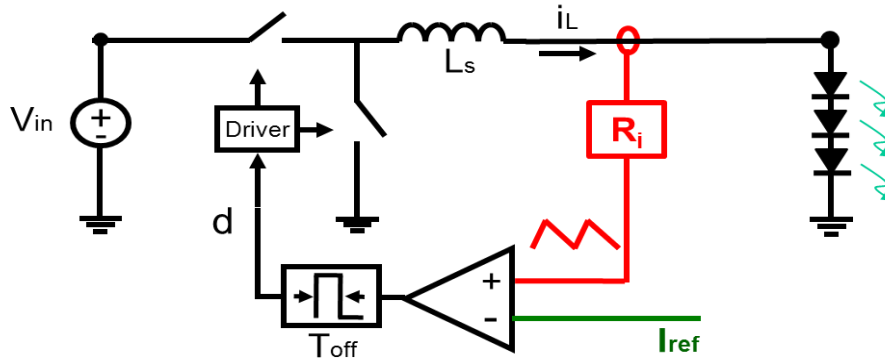 iL
Ls
Vin
+
-
Driver
Ri
d
+
-
Toff
Iref